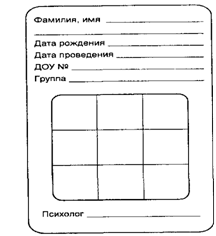 Фамилия, имя
Дата рождения
Дата проведения
ДОУ №
Группа
Психолог